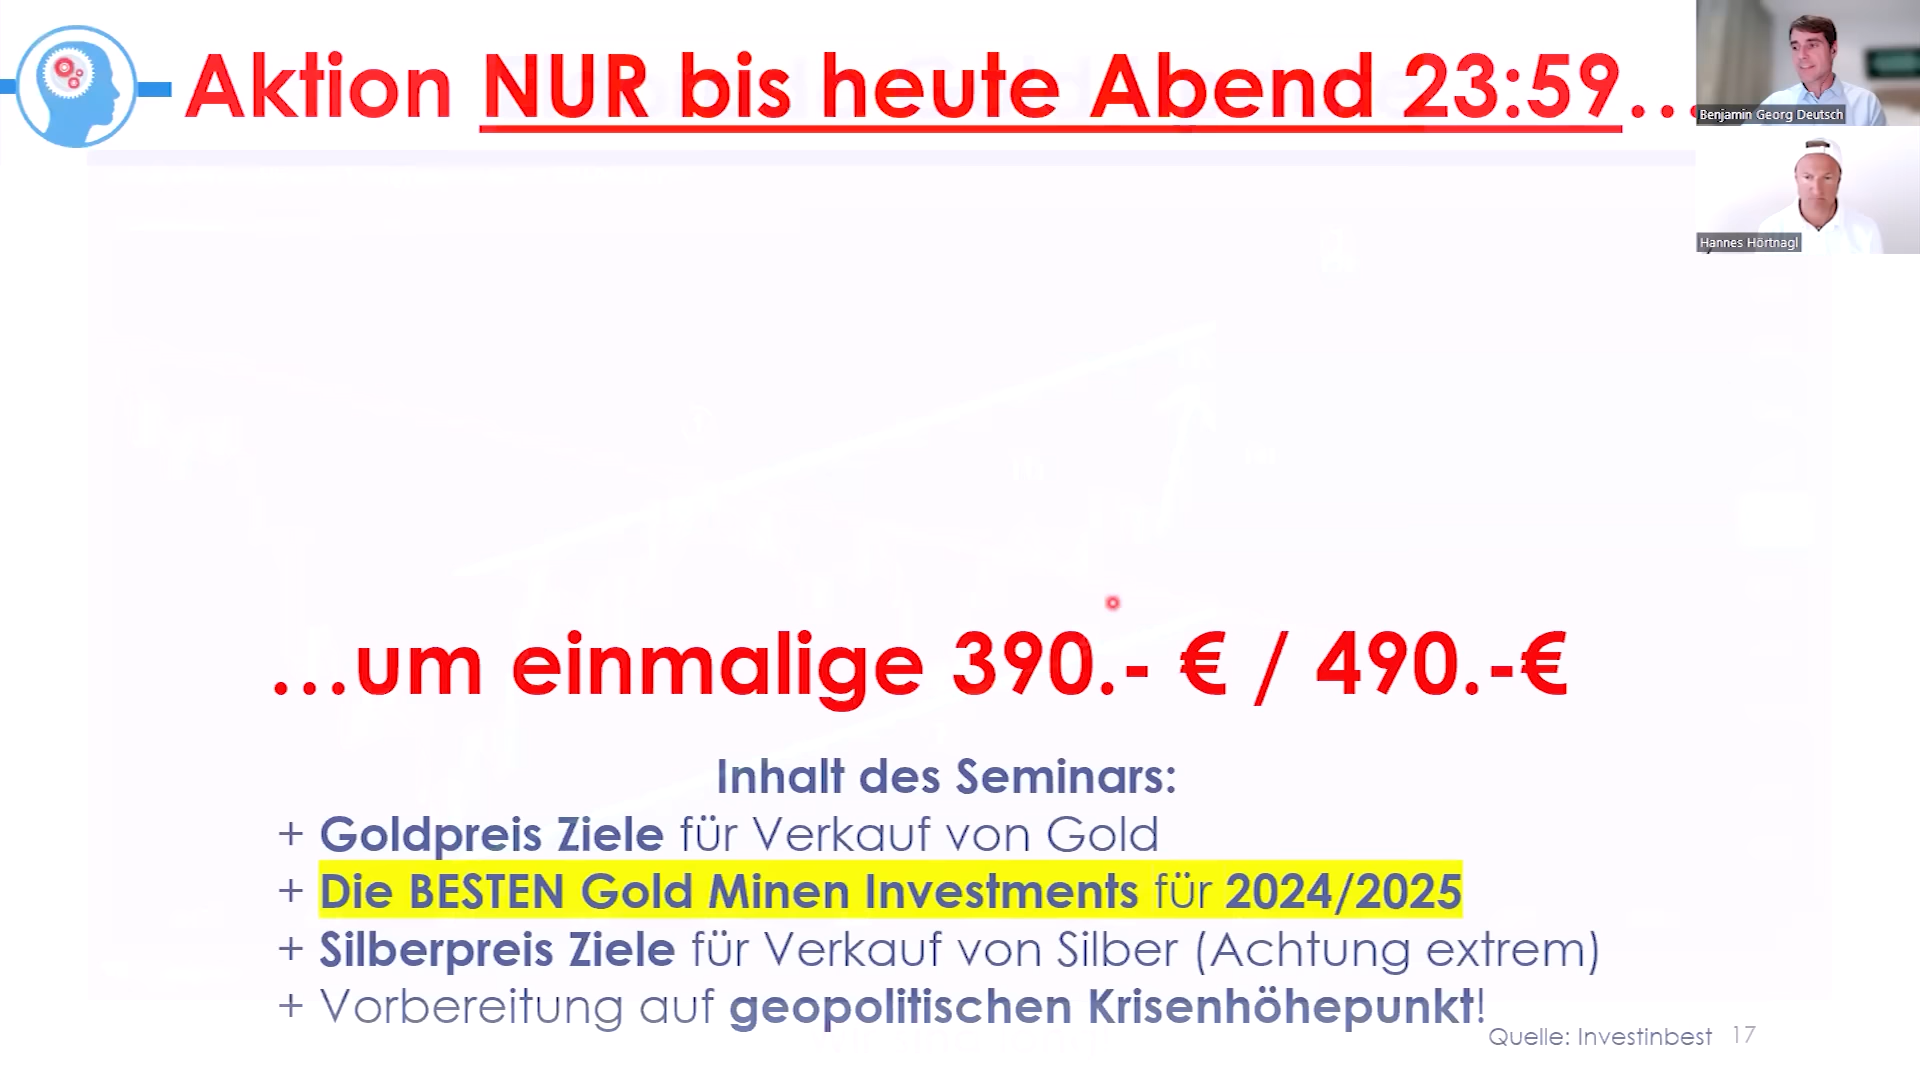 Aktion NUR bis heute Abend 23:59...
Benjamin Georg Deutsch
Hannes Hörtnagl
...um einmalige 390.- € / 490.-€
Inhalt des Seminars:
+ Goldpreis Ziele für Verkauf von Gold
+ Die BESTEN Gold Minen Investments für 2024/2025
+ Silberpreis Ziele für Verkauf von Silber (Achtung extrem)
+ Vorbereitung auf geopolitischen Krisenhöhepunkt!
Quelle: Investinbest 17